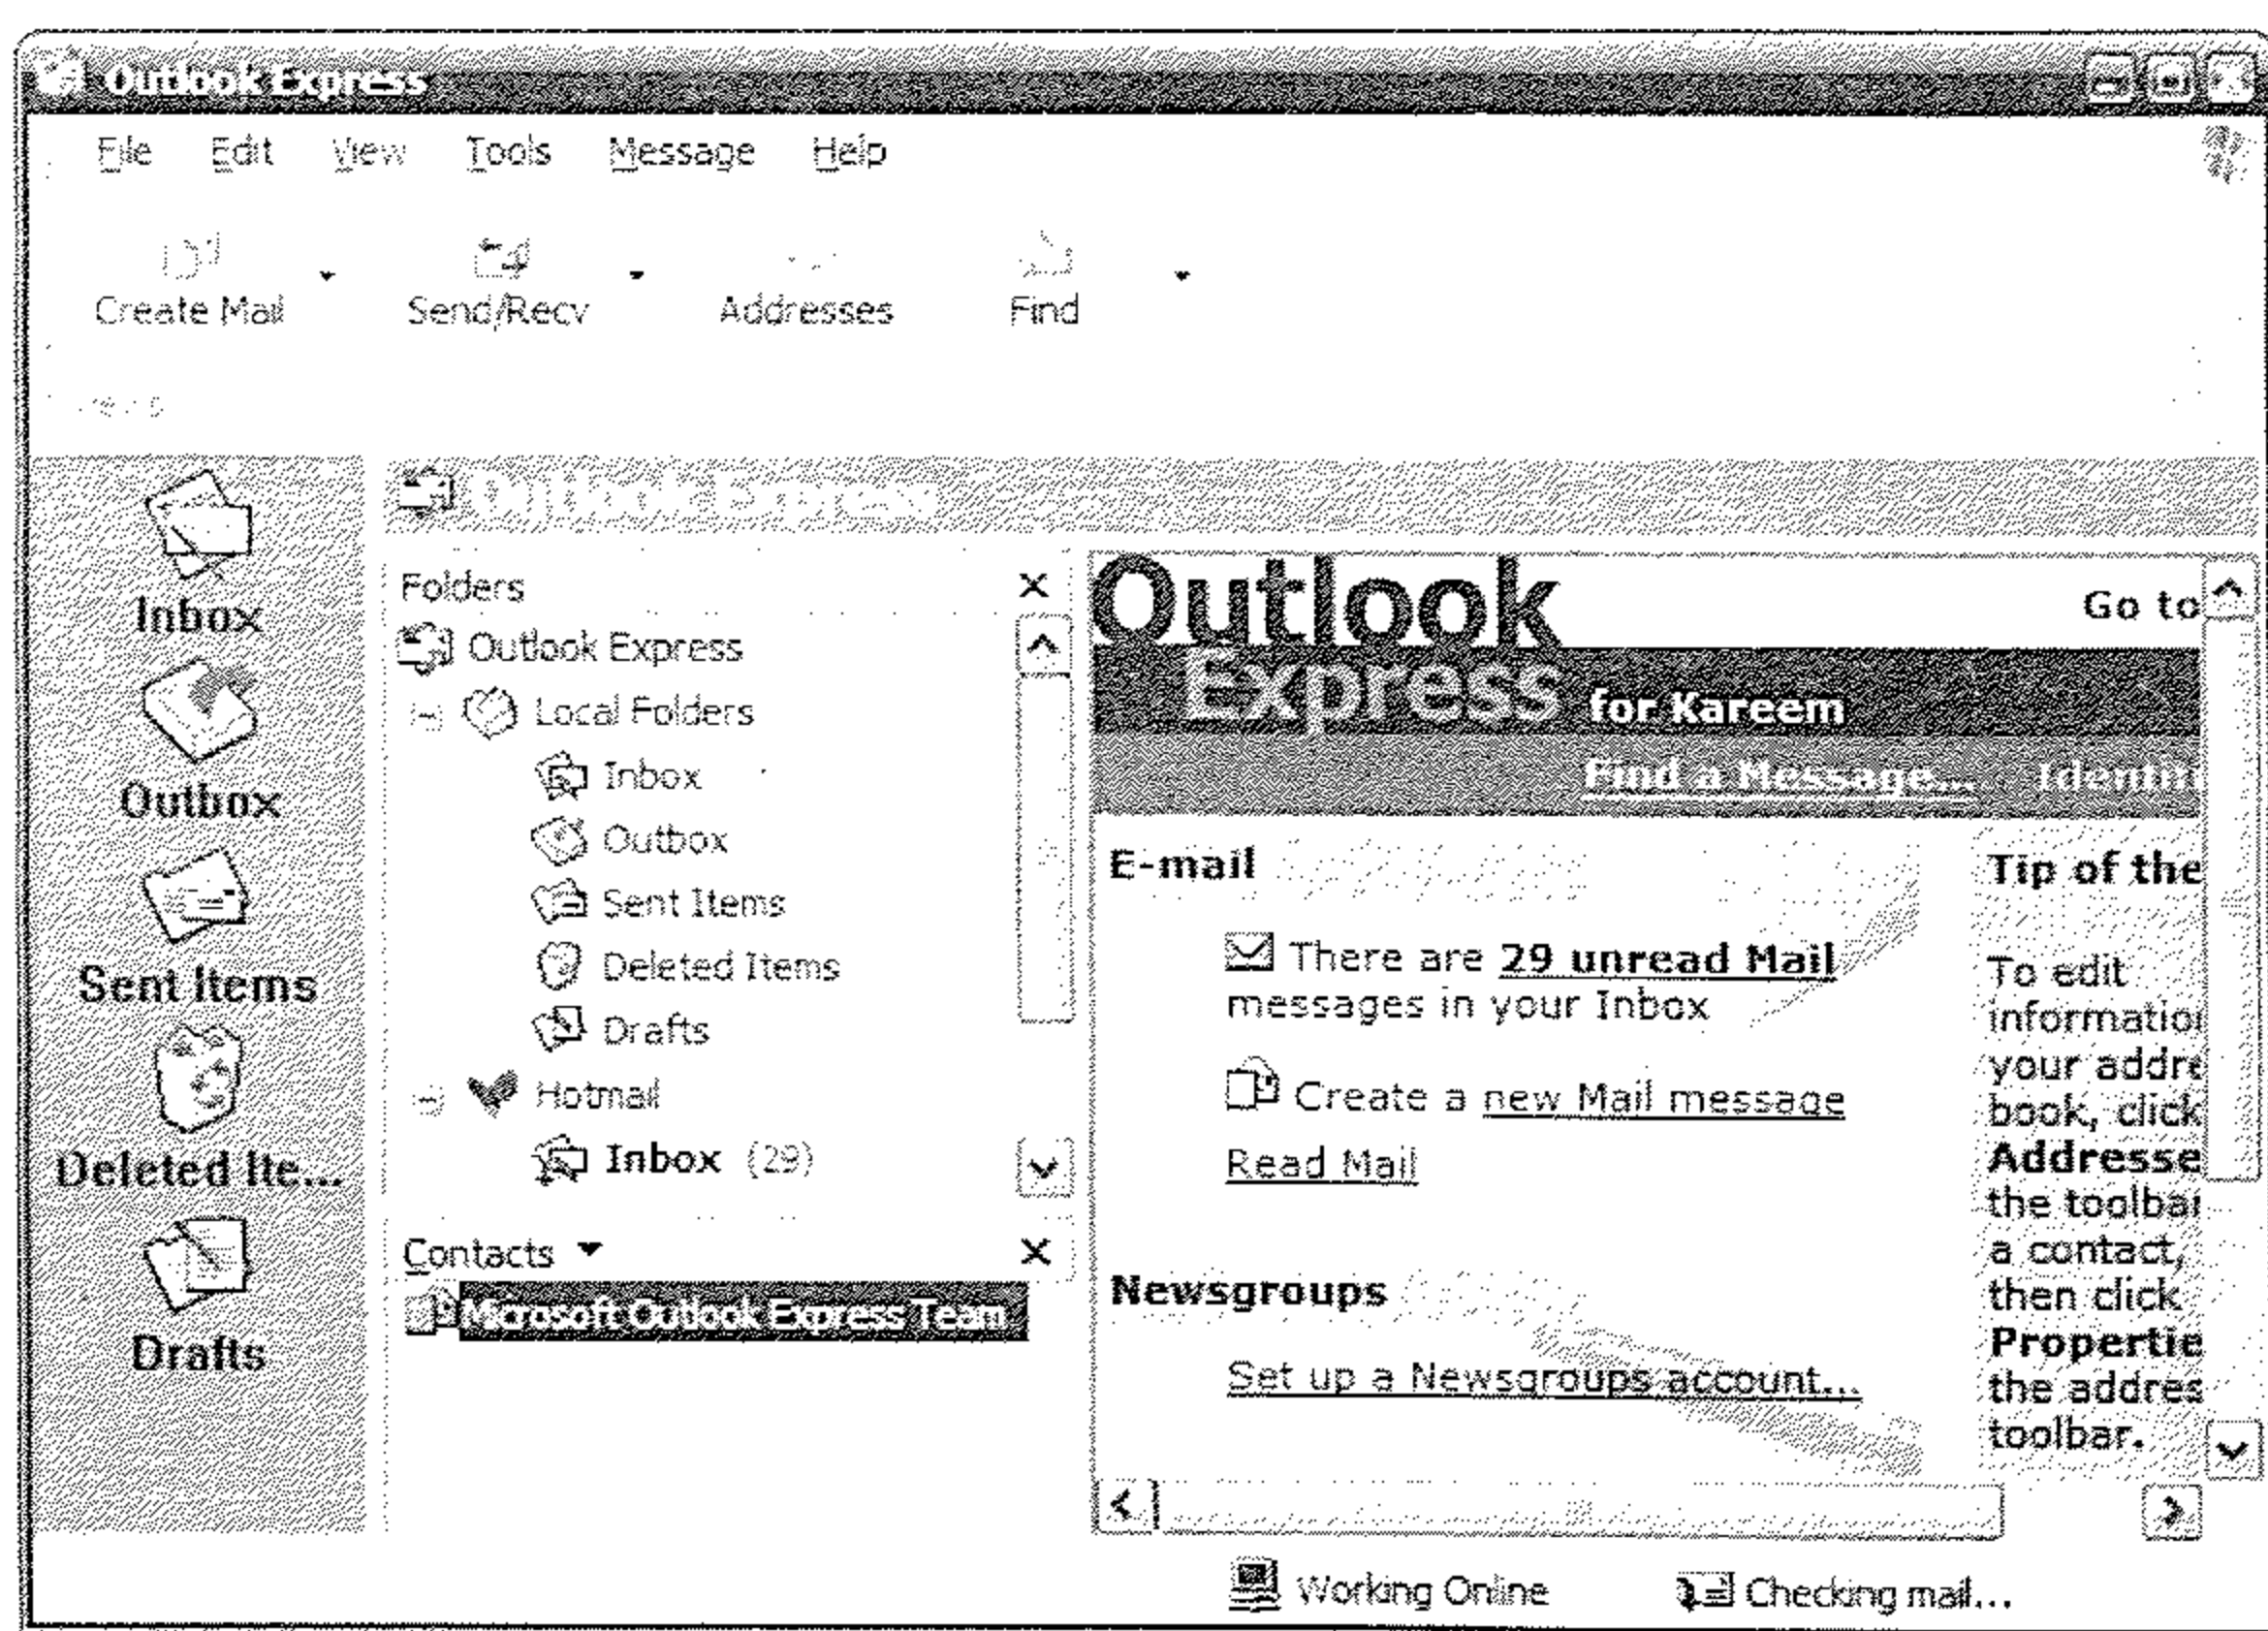 Outlook Express
File Edit View Tools Message Help
Create Mail Send/Recv Addresses Find
Outlook Express
Inbox
Outbox
Sent Items
Deleted Ite...
Drafts
Folders
Outlook Express
Local Folders
Inbox
Outbox
Sent Items
Deleted Items
Drafts
Hotmail
Inbox (29)
Contacts
Microsoft Outlook Express Team
Outlook
Go to
Express for Kareem
Find a Message...
E-mail
There are 29 unread Mail
messages in your Inbox
Create a new Mail message
Read Mail
Newsgroups
Set up a Newsgroups account...
Tip of the
To edit
informatio
your addre
book, click
Addresse
the toolbar
a contact,
then click
Propertie
the addres
toolbar.
Working Online Checking mail...